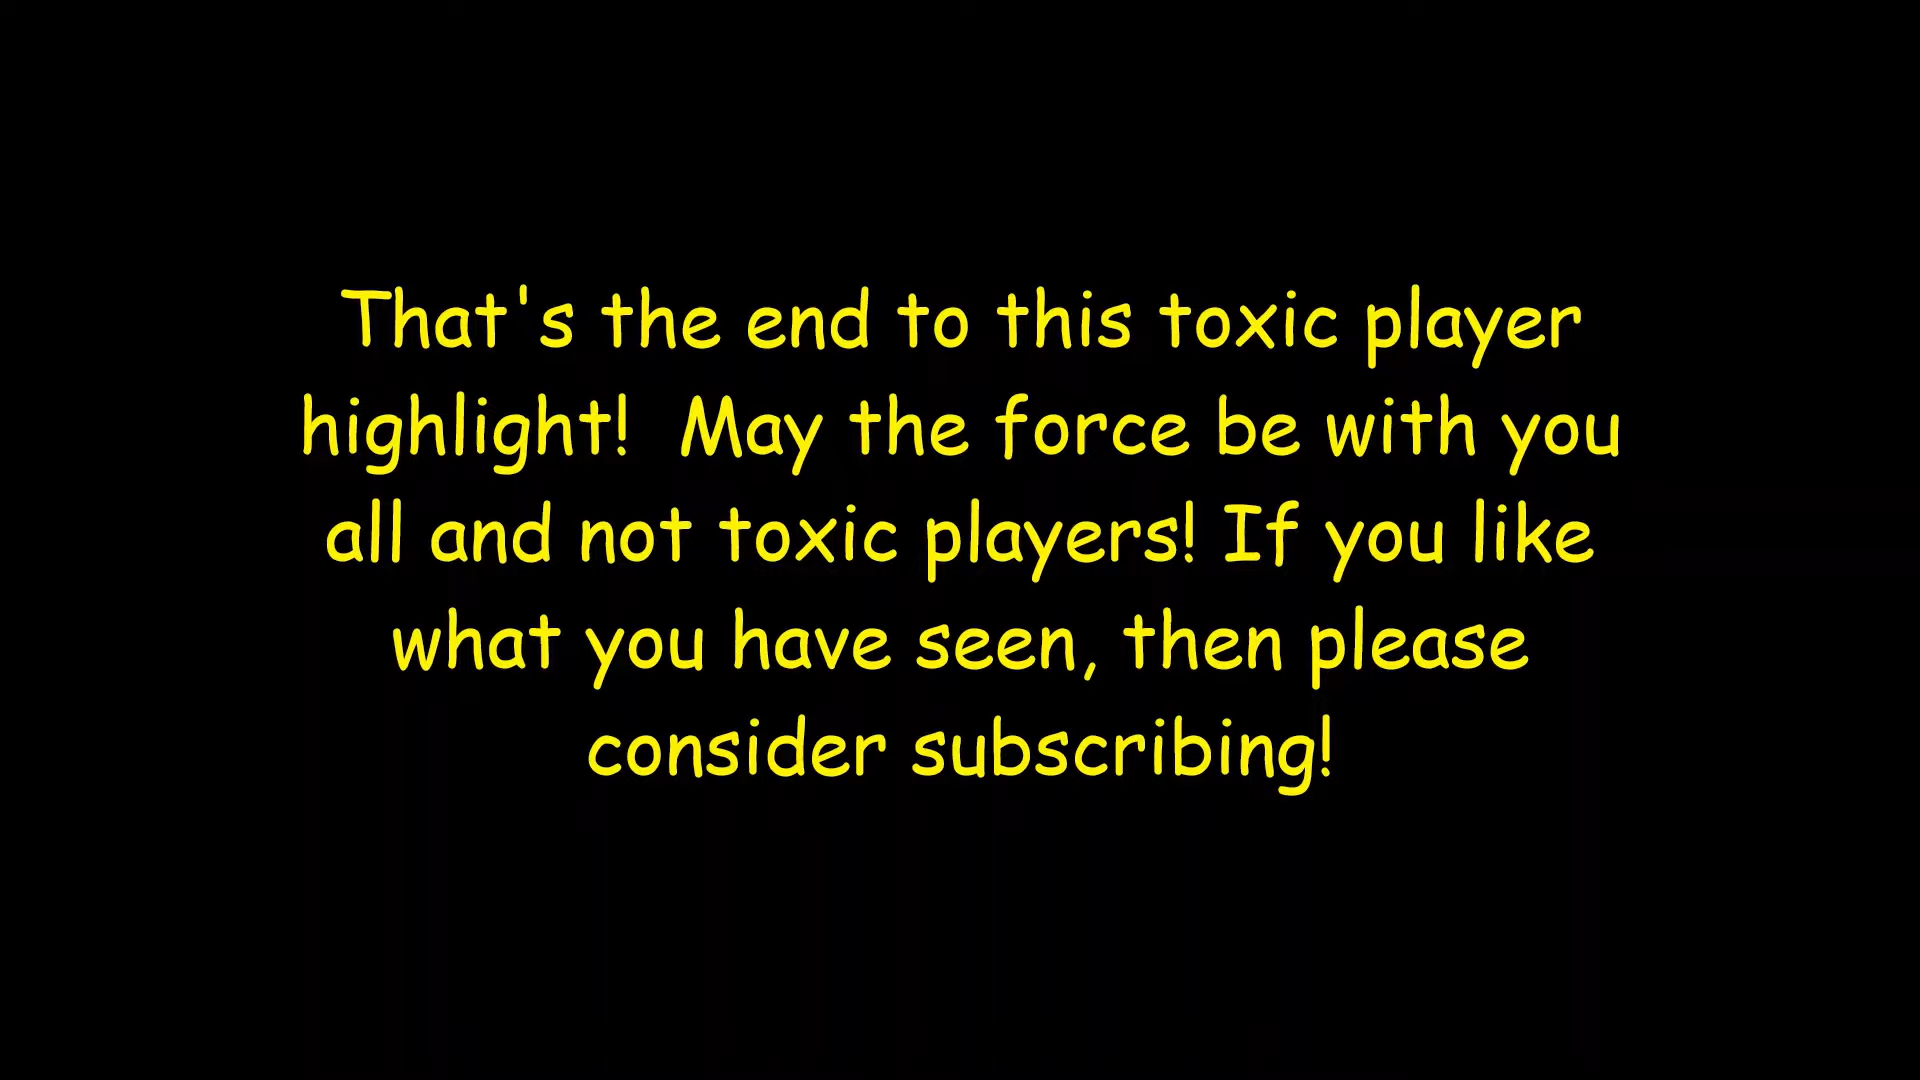 That's the end to this toxic player
highlight!  May the force be with you
all and not toxic players! If you like
what you have seen, then please
consider subscribing!